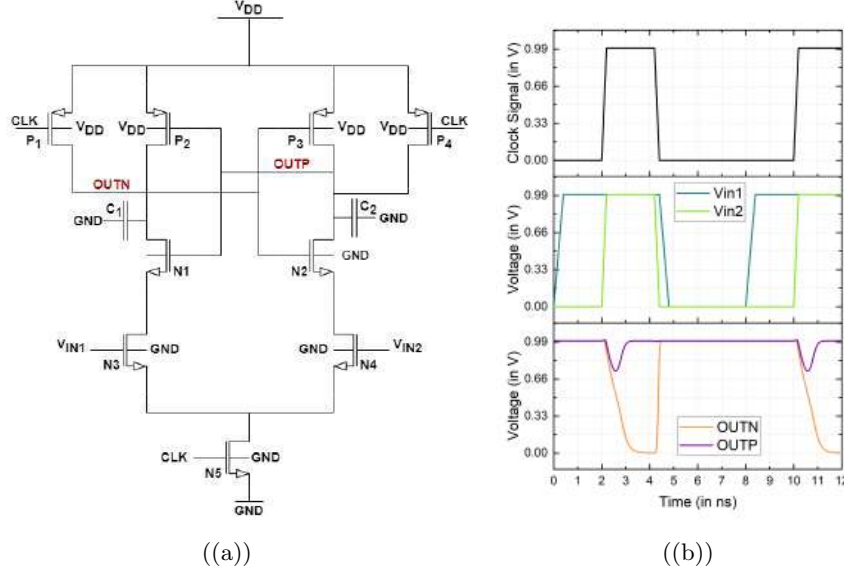 VDD
CLK
VDD
VDD
VDD
VDD
CLK
P1
P2
P3
P4
OUTN
OUTP
GND
C1
C2
GND
N1
N2
GND
VIN1
GND
GND
VIN2
N3
N4
CLK
GND
N5
GND
((a))
Clock Signal (in V)
0.99
0.66
0.33
0.00
Voltage (in V)
0.99
0.66
0.33
0.00
Vin1
Vin2
Voltage (in V)
0.99
0.66
0.33
0.00
OUTN
OUTP
0 1 2 3 4 5 6 7 8 9 10 11 12
Time (in ns)
((b))